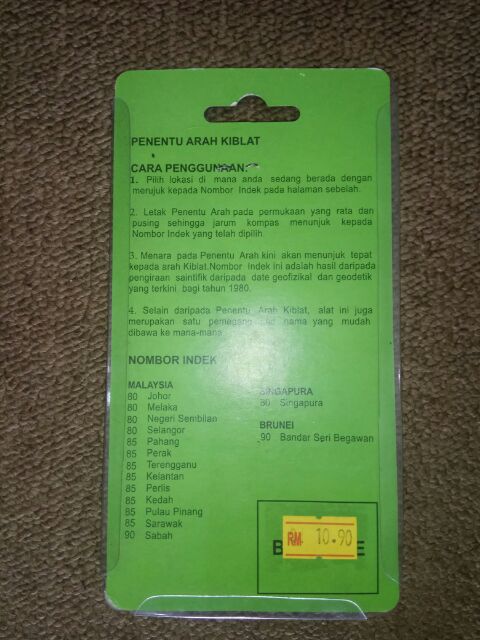 PENENTU ARAH KIBLAT
CARA PENGGUNAAN:
1. Pilih lokasi di mana anda sedang berada dengan
merujuk kepada Nombor Indek pada halaman sebelah.
2. Letak Penentu Arah pada permukaan yang rata dan
pusing sehingga jarum kompas menunjuk kepada
Nombor Indek yang telah dipilih
3. Menara pada Penentu Arah kini akan menunjuk tepat
kepada arah Kiblat.Nombor Indek ini adalah hasil daripada
pengiraan saintifik daripada date geofizikal dan geodetik
yang terkini bagi tahun 1980.
4. Selain daripada Penentu Arah Kiblat, alat ini juga
merupakan satu pemegang nama yang mudah
dibawa ke mana-mana
NOMBOR INDEK
MALAYSIA
80 Johor
80 Melaka
80 Negeri Sembilan
80 Selangor
85 Pahang
85 Perak
85 Terengganu
85 Kelantan
85 Perlis
85 Kedah
85 Pulau Pinang
85 Sarawak
90 Sabah
SINGAPURA
80 Singapura
BRUNEI
90 Bandar Seri Begawan
RM 10.90